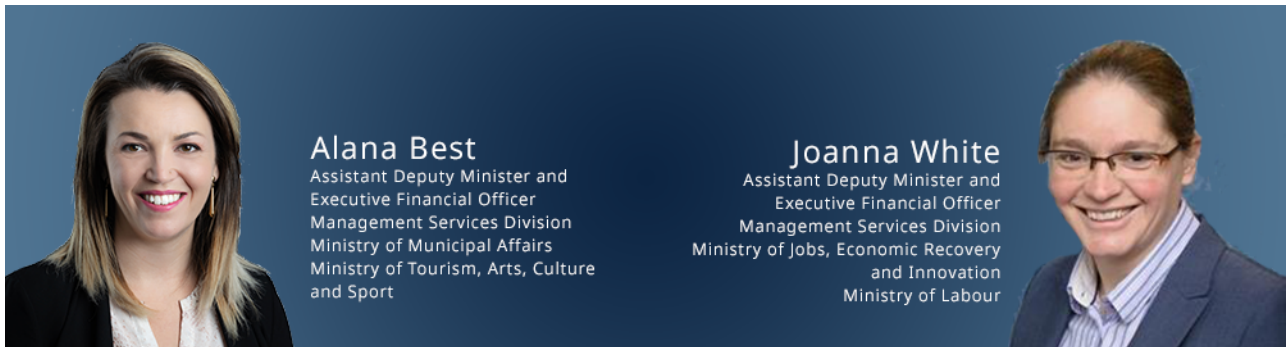 Alana Best
Assistant Deputy Minister and
Executive Financial Officer
Management Services Division
Ministry of Municipal Affairs
Ministry of Tourism, Arts, Culture
and Sport
Joanna White
Assistant Deputy Minister and
Executive Financial Officer
Management Services Division
Ministry of Jobs, Economic Recovery
and Innovation
Ministry of Labour